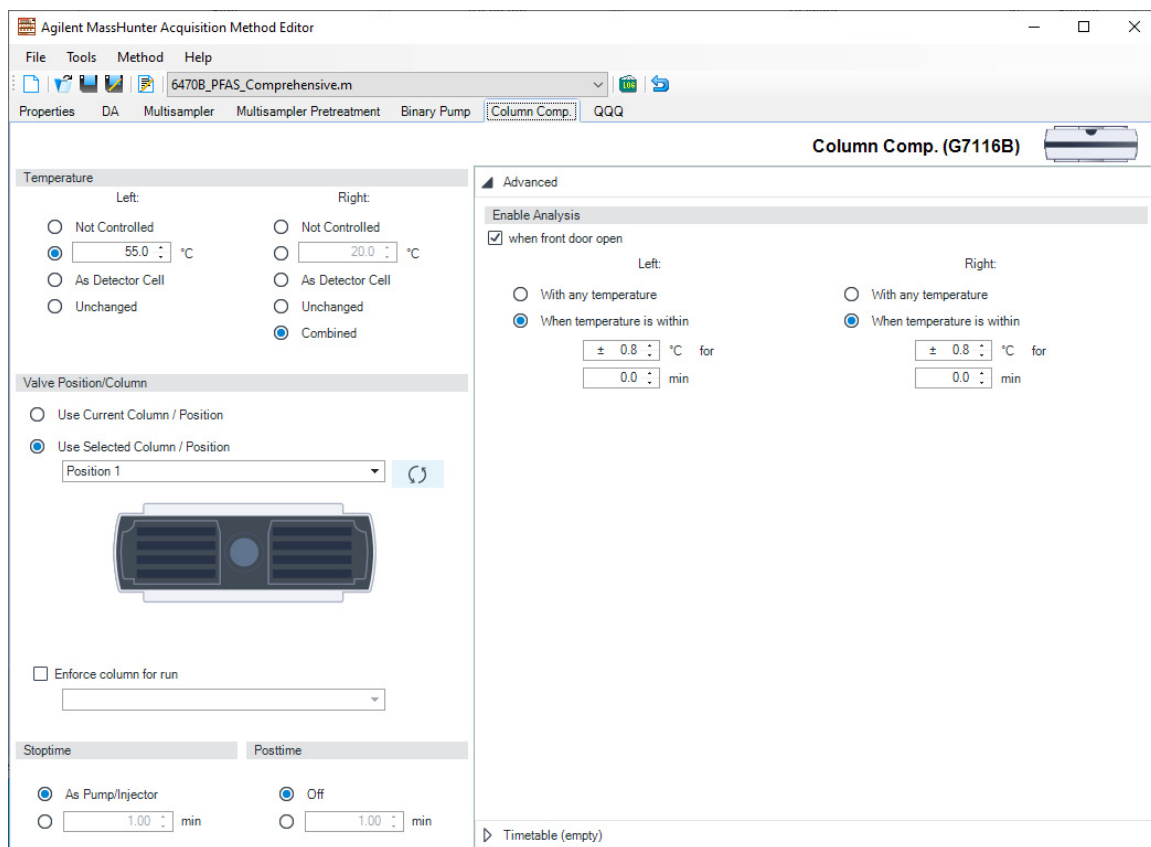 Agilent MassHunter Acquisition Method Editor
File Tools Method Help
6470B_PFAS_Comprehensive.m LOG
Properties DA Multisampler Multisampler Pretreatment Binary Pump Column Comp. QQQ
Column Comp. (G7116B)
Temperature
Left: Right:
Not Controlled Not Controlled
55.0 °C 20.0 °C
As Detector Cell As Detector Cell
Unchanged Unchanged
Combined
Valve Position/Column
Use Current Column / Position
Use Selected Column / Position
Position 1
Enforce column for run
Stoptime Posttime
As Pump/Injector Off
1.00 min 1.00 min
Advanced
Enable Analysis
when front door open
Left: Right:
With any temperature With any temperature
When temperature is within When temperature is within
± 0.8 °C for ± 0.8 °C for
0.0 min 0.0 min
Timetable (empty)